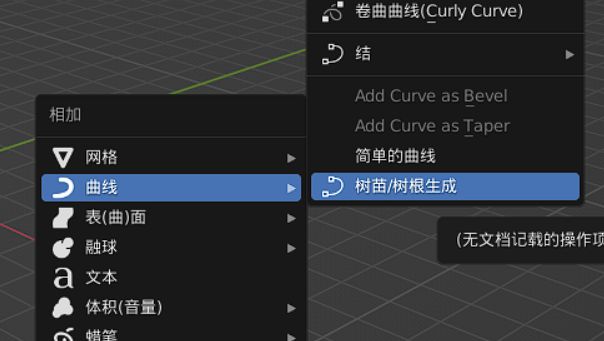 卷曲曲线(Curly Curve)
结
Add Curve as Bevel
Add Curve as Taper
简单的曲线
树苗/树根生成
(无文档记载的操作项
相加
网格
曲线
表(曲)面
融球
文本
体积(音量)
蜡笔